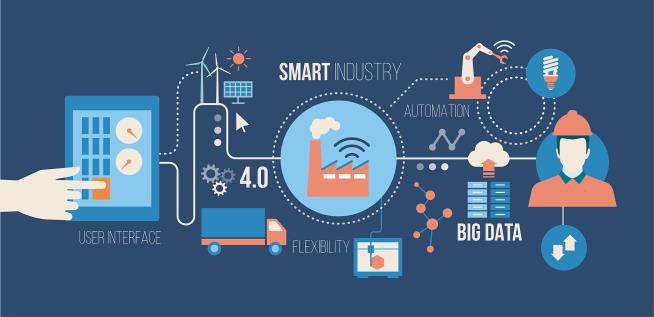 SMART INDUSTRY
AUTOMATION
4.0
USER INTERFACE
FLEXIBILITY
BIG DATA